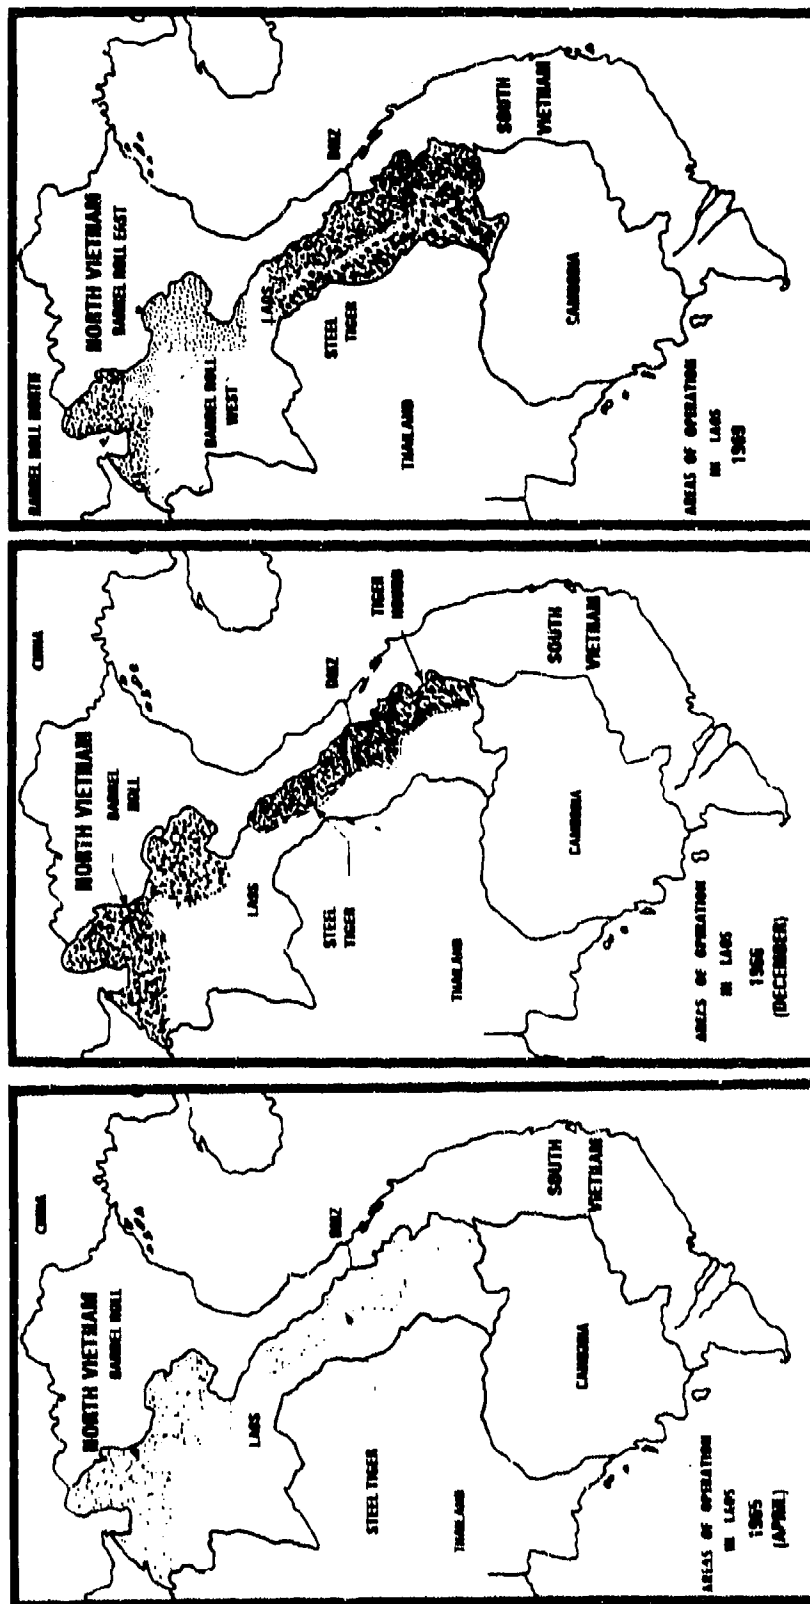 CHINA
NORTH VIETNAM
BARREL ROLL
LAOS
DMZ
STEEL TIGER
THAILAND
SOUTH
VIETNAM
CAMBODIA
AREAS OF OPERATION
IN LAOS
1965
(APRIL)
CHINA
NORTH VIETNAM
BARREL
ROLL
LAOS
DMZ
STEEL
TIGER
TIGER
HOUND
THAILAND
SOUTH
VIETNAM
CAMBODIA
AREAS OF OPERATION
IN LAOS
1966
(DECEMBER)
BARREL ROLL NORTH
NORTH VIETNAM
BARREL ROLL EAST
BARREL ROLL
WEST
LAOS
DMZ
STEEL
TIGER
THAILAND
SOUTH
VIETNAM
CAMBODIA
AREAS OF OPERATION
IN LAOS
1969